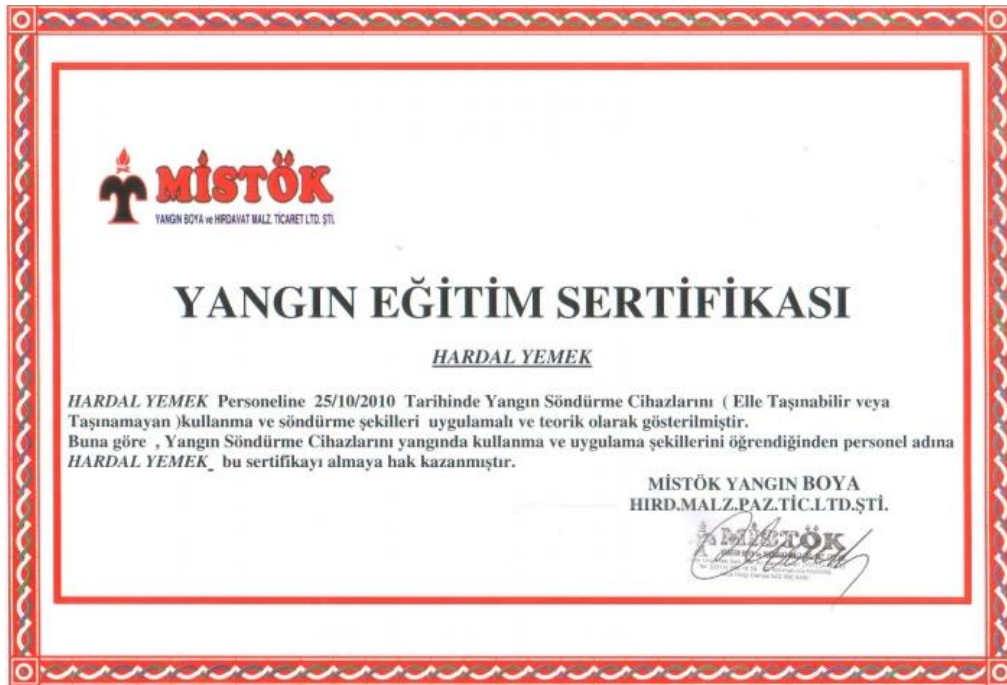 MİSTÖK
YANGIN BOYA ve HIRDAVAT MALZ. TİCARET LTD. ŞTİ.
YANGIN EĞİTİM SERTİFİKASI
HARDAL YEMEK
HARDAL YEMEK Personeline 25/10/2010 Tarihinde Yangın Söndürme Cihazlarını ( Elle Taşınabilir veya
Taşınamayan )kullanma ve söndürme şekilleri uygulamalı ve teorik olarak gösterilmiştir.
Buna göre , Yangın Söndürme Cihazlarını yangında kullanma ve uygulama şekillerini öğrendiğinden personel adına
HARDAL YEMEK_ bu sertifikayı almaya hak kazanmıştır.
MİSTÖK YANGIN BOYA
HIRD.MALZ.PAZ.TİC.LTD.ŞTİ.
MİSTÖK